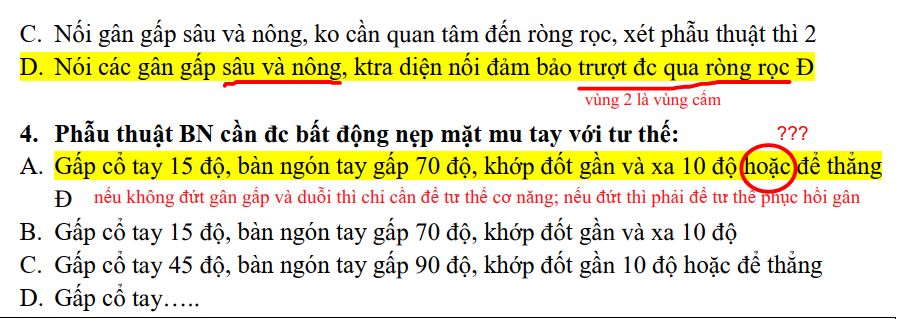 C. Nối gân gấp sâu và nông, ko cần quan tâm đến ròng rọc, xét phẫu thuật thì 2
D. Nói các gân gấp sâu và nông, ktra diện nối đảm bảo trượt đc qua ròng rọc Đ
vùng 2 là vùng cấm
4. Phẫu thuật BN cần đc bất động nẹp mặt mu tay với tư thế:
???
A. Gấp cổ tay 15 độ, bàn ngón tay gấp 70 độ, khớp đốt gần và xa 10 độ hoặc để thẳng
Đ nếu không đứt gân gấp và duỗi thì chỉ cần để tư thế cơ năng; nếu đứt thì phải để tư thế phục hồi gân
B. Gấp cổ tay 15 độ, bàn ngón tay gấp 70 độ, khớp đốt gần và xa 10 độ
C. Gấp cổ tay 45 độ, bàn ngón tay gấp 90 độ, khớp đốt gần 10 độ hoặc để thẳng
D. Gấp cổ tay…..